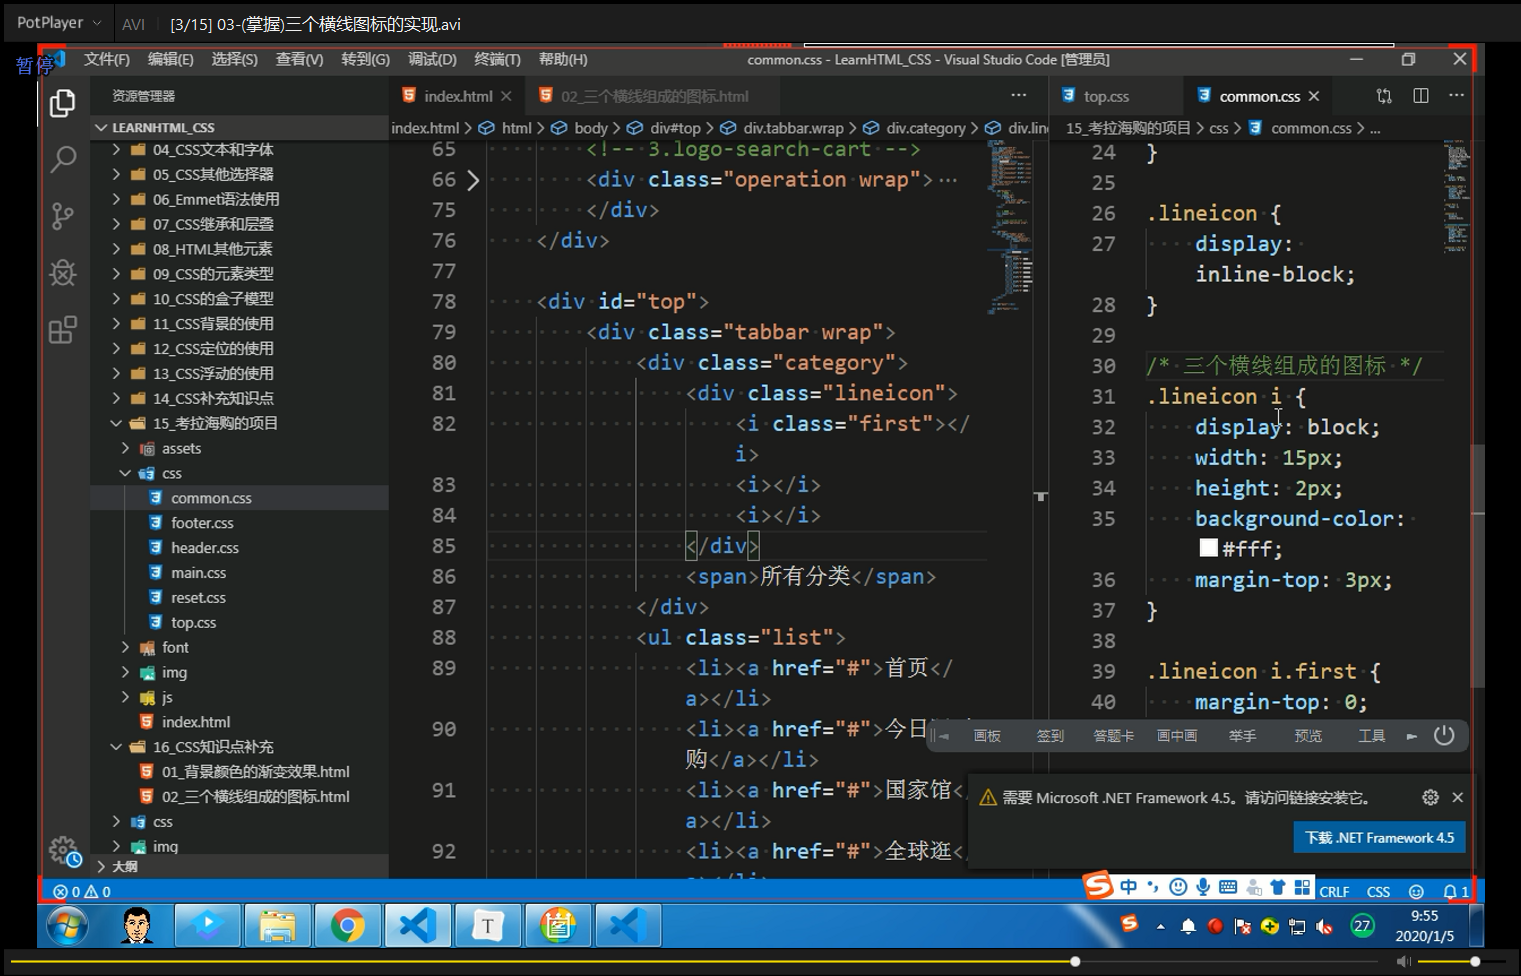 PotPlayer AVI [3/15] 03-(掌握)三个横线图标的实现.avi
暂停
文件(F) 编辑(E) 选择(S) 查看(V) 转到(G) 调试(D) 终端(T) 帮助(H) common.css - LearnHTML_CSS - Visual Studio Code [管理员]
资源管理器
LEARNHTML_CSS
04_CSS文本和字体
05_CSS其他选择器
06_Emmet语法使用
07_CSS继承和层叠
08_HTML其他元素
09_CSS的元素类型
10_CSS的盒子模型
11_CSS背景的使用
12_CSS定位的使用
13_CSS浮动的使用
14_CSS补充知识点
15_考拉海购的项目
assets
css
common.css
footer.css
header.css
main.css
reset.css
top.css
font
img
js
index.html
16_CSS知识点补充
01_背景颜色的渐变效果.html
02_三个横线组成的图标.html
css
img
大纲
index.html 02_三个横线组成的图标.html
index.html > html > body > div#top > div.tabbar.wrap > div.category > div.line
65 <!-- 3.logo-search-cart -->
66 <div class="operation wrap">…
75 </div>
76 </div>
77
78 <div id="top">
79 <div class="tabbar wrap">
80 <div class="category">
81 <div class="lineicon">
82 <i class="first"></
i>
83 <i></i>
84 <i></i>
85 </div>
86 <span>所有分类</span>
87 </div>
88 <ul class="list">
89 <li><a href="#">首页</
a></li>
90 <li><a href="#">今日
购</a></li>
91 <li><a href="#">国家馆<
a></li>
92 <li><a href="#">全球逛<
top.css common.css
15_考拉海购的项目 > css > common.css > ...
24 }
25
26 .lineicon {
27 display:
inline-block;
28 }
29
30 /* 三个横线组成的图标 */
31 .lineicon i {
32 display: block;
33 width: 15px;
34 height: 2px;
35 background-color:
#fff;
36 margin-top: 3px;
37 }
38
39 .lineicon i.first {
40 margin-top: 0;
画板 签到 答题卡 画中画 举手 预览 工具
需要 Microsoft .NET Framework 4.5。请访问链接安装它。
下载 .NET Framework 4.5
0 0
中 CRLF CSS 1
T 27 9:55
2020/1/5